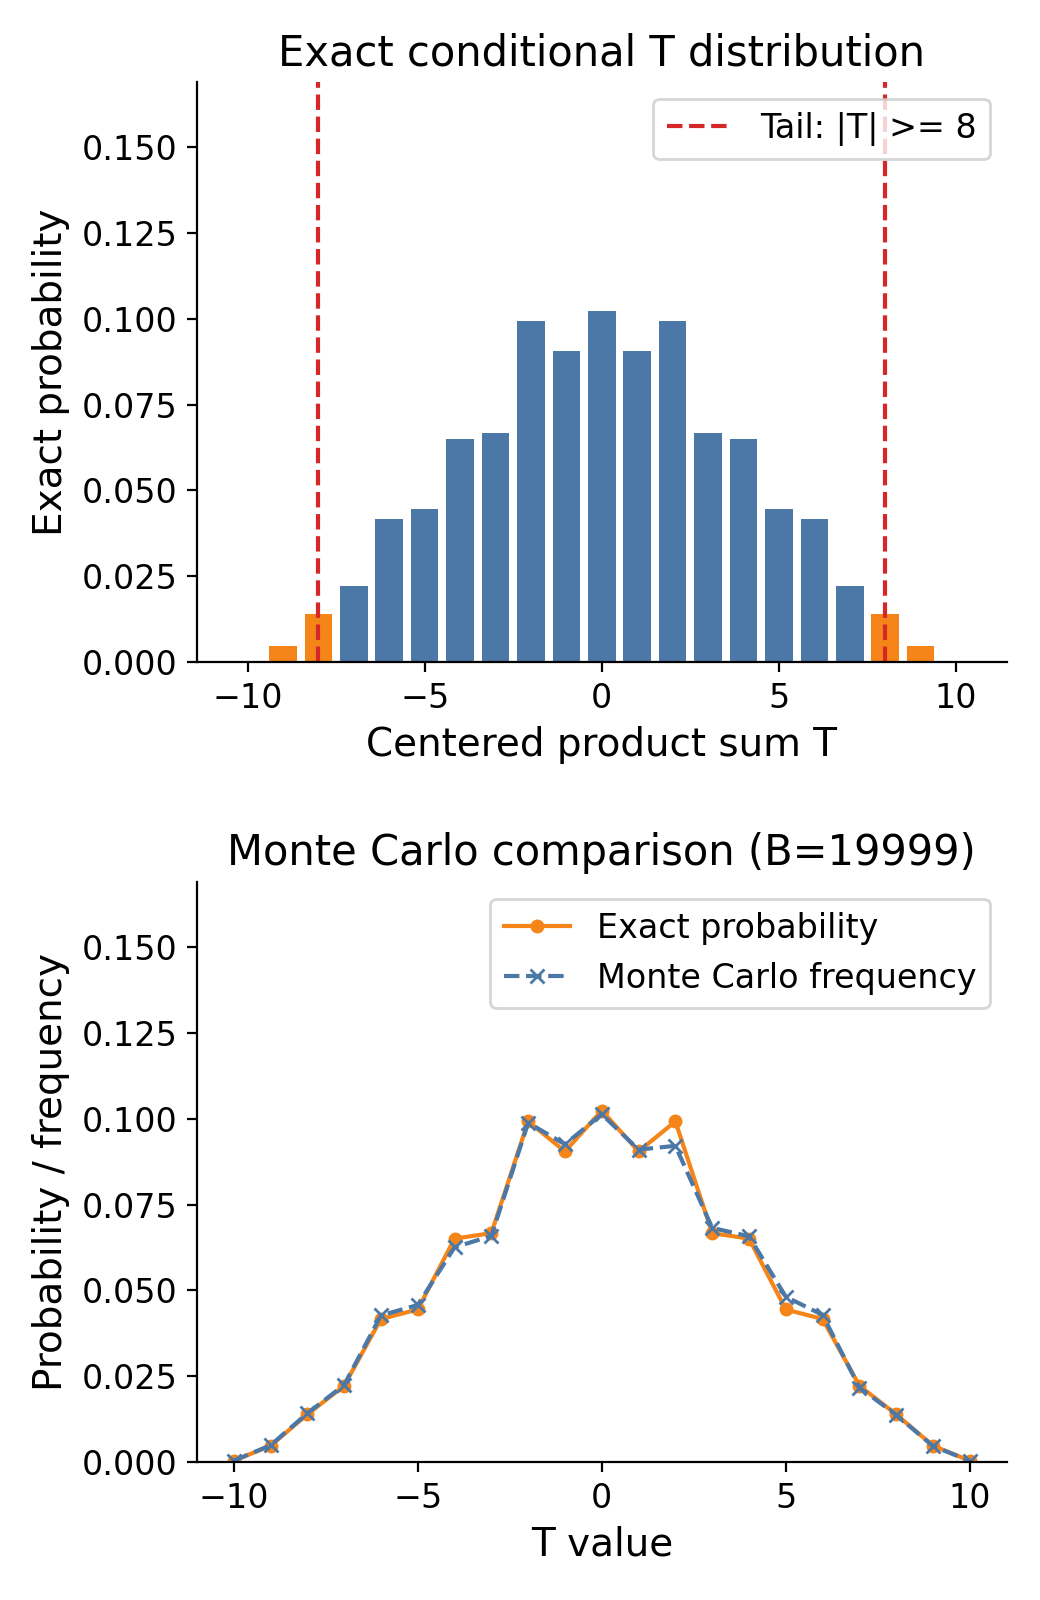 Exact conditional T distribution
Tail: |T| >= 8
Exact probability
0.150
0.125
0.100
0.075
0.050
0.025
0.000
−10 −5 0 5 10
Centered product sum T
Monte Carlo comparison (B=19999)
Exact probability
Monte Carlo frequency
Probability / frequency
0.150
0.125
0.100
0.075
0.050
0.025
0.000
−10 −5 0 5 10
T value